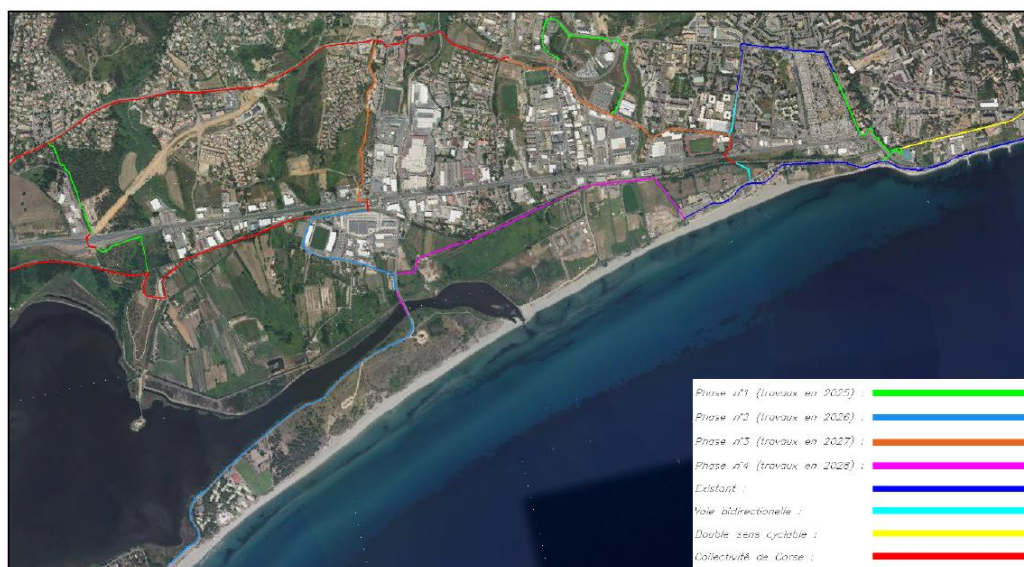 Phase n°1 (travaux en 2025) :
Phase n°2 (travaux en 2026) :
Phase n°3 (travaux en 2027) :
Phase n°4 (travaux en 2028) :
Existant :
Voie bidirectionelle :
Double sens cyclable :
Collectivité de Corse :